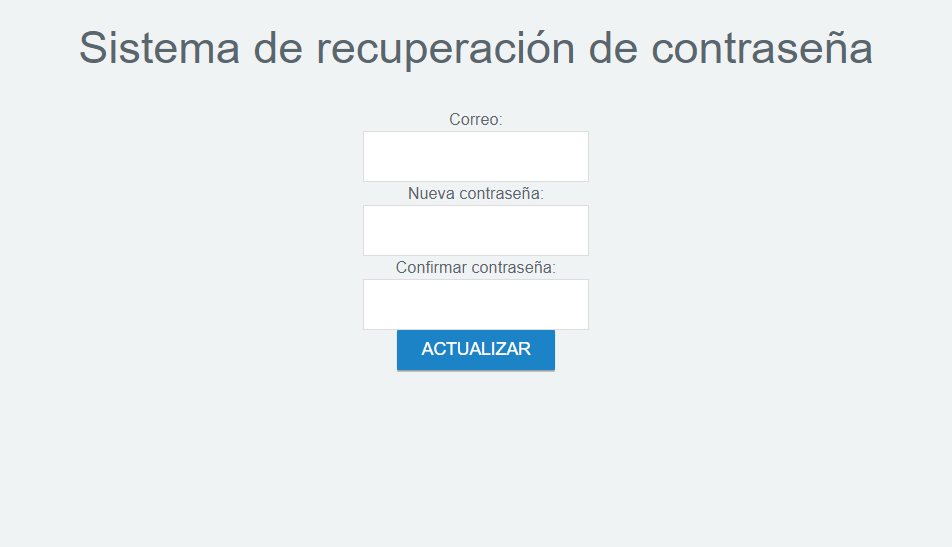 Sistema de recuperación de contraseña
Correo:
Nueva contraseña:
Confirmar contraseña:
ACTUALIZAR